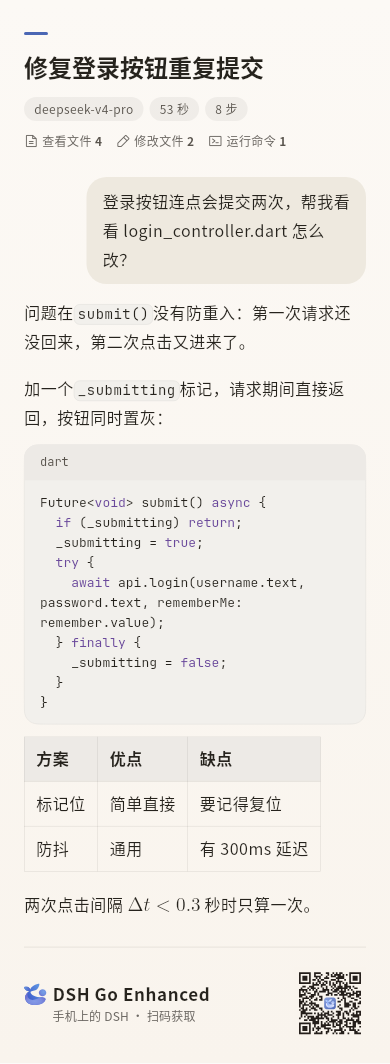 修复登录按钮重复提交
deepseek-v4-pro 53 秒 8 步
查看文件 4 修改文件 2 运行命令 1
登录按钮连点会提交两次，帮我看
看 login_controller.dart 怎么
改？
问题在 submit() 没有防重入：第一次请求还
没回来，第二次点击又进来了。
加一个 _submitting 标记，请求期间直接返
回，按钮同时置灰：
dart
Future<void> submit() async {
  if (_submitting) return;
  _submitting = true;
  try {
    await api.login(username.text,
password.text, rememberMe:
remember.value);
  } finally {
    _submitting = false;
  }
}
方案 优点 缺点
标记位 简单直接 要记得复位
防抖 通用 有 300ms 延迟
两次点击间隔 Δt < 0.3 秒时只算一次。
DSH Go Enhanced
手机上的 DSH · 扫码获取